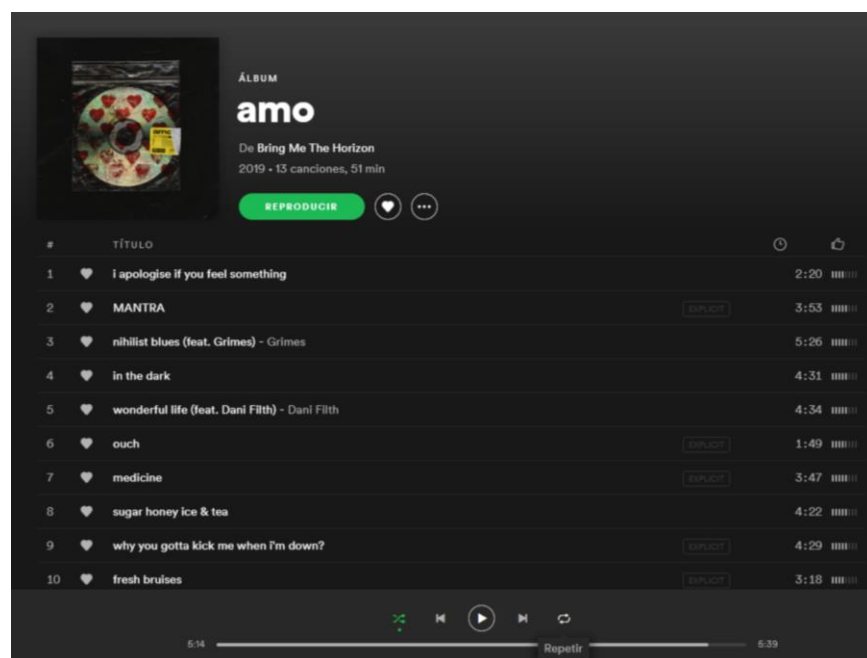 ÁLBUM
amo
De Bring Me The Horizon
2019 • 13 canciones, 51 min
REPRODUCIR
# TÍTULO
1 i apologise if you feel something 2:20
2 MANTRA EXPLICIT 3:53
3 nihilist blues (feat. Grimes) - Grimes 5:26
4 in the dark 4:31
5 wonderful life (feat. Dani Filth) - Dani Filth 4:34
6 ouch EXPLICIT 1:49
7 medicine EXPLICIT 3:47
8 sugar honey ice & tea 4:22
9 why you gotta kick me when i'm down? EXPLICIT 4:29
10 fresh bruises EXPLICIT 3:18
5:14 5:39
Repetir